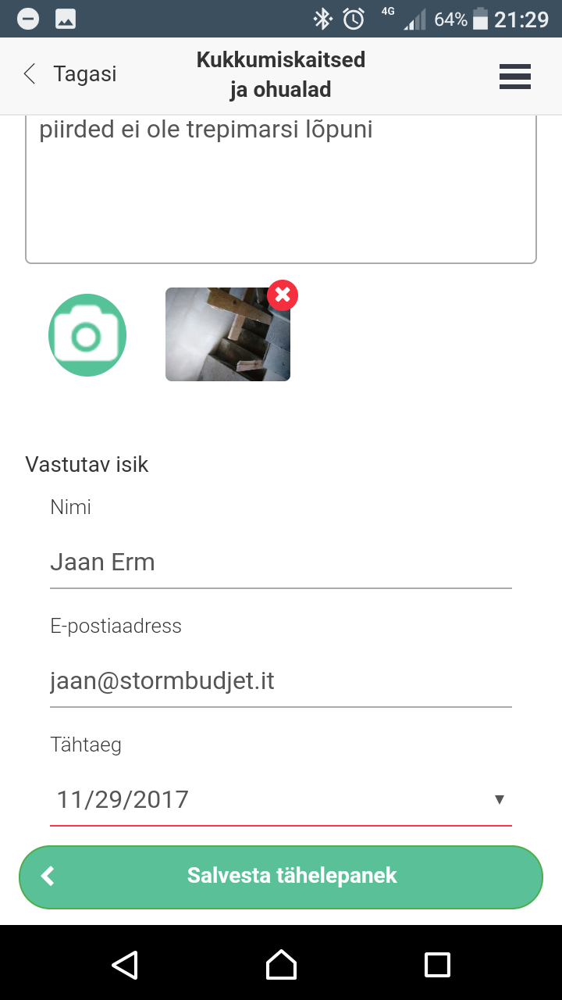 4G 64% 21:29
Tagasi
Kukkumiskaitsed
ja ohualad
piirded ei ole trepimarsi lõpuni
Vastutav isik
Nimi
Jaan Erm
E-postiaadress
jaan@stormbudjet.it
Tähtaeg
11/29/2017
Salvesta tähelepanek